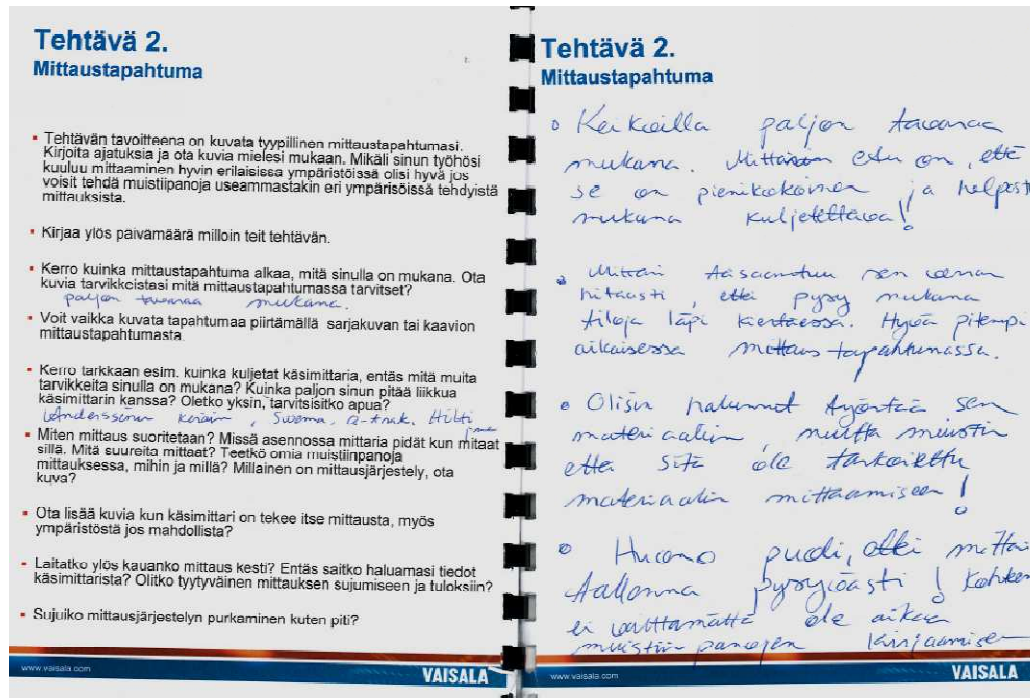 Tehtävä 2.
Mittaustapahtuma
Tehtävän tavoitteena on kuvata tyypillinen mittaustapahtumasi.
Kirjoita ajatuksia ja ota kuvia mielesi mukaan. Mikäli sinun työhösi
kuuluu mittaaminen hyvin erilaisissa ympäristöissä olisi hyvä jos
voisit tehdä muistiipanoja useammastakin eri ympärisöissä tehdyistä
mittauksista.
Kirjaa ylös paivamäärä milloin teit tehtävän.
Kerro kuinka mittaustapahtuma alkaa, mitä sinulla on mukana. Ota
kuvia tarvikkeistasi mitä mittaustapahtumassa tarvitset?
paljon tavaraa mukana.
Voit vaikka kuvata tapahtumaa piirtämällä sarjakuvan tai kaavion
mittaustapahtumasta.
Kerro tarkkaan esim. kuinka kuljetat käsimittaria, entäs mitä muita
tarvikkeita sinulla on mukana? Kuinka paljon sinun pitää liikkua
käsimittarin kanssa? Oletko yksin, tarvitsisitko apua?
Swema, Hilti
Miten mittaus suoritetaan? Missä asennossa mittaria pidät kun mitaat
sillä. Mitä suureita mittaat? Teetkö omia muistiinpanoja
mittauksessa, mihin ja millä? Millainen on mittausjärjestely, ota
kuva?
Ota lisää kuvia kun käsimittari on tekee itse mittausta, myös
ympäristöstä jos mahdollista?
Laitatko ylös kauanko mittaus kesti? Entäs saitko haluamasi tiedot
käsimittarista? Olitko tyytyväinen mittauksen sujumiseen ja tuloksiin?
Sujuiko mittausjärjestelyn purkaminen kuten piti?
www.vaisala.com
VAISALA
Tehtävä 2.
Mittaustapahtuma
Keikoilla paljon tavaraa
mukana. Mittarin etu on, että
se on pienikokoinen ja helposti
mukana kuljetettava!
Mittari tasaantuu sen verran
hitaasti, että pysy mukana
tiloja läpi kiertäessä. Hyvä pitempi
aikaisessa mittaustapahtumassa.
Olisin halunnut työntää sen
materiaaliin, mutta muistin
ettei sitä ole tarkoitettu
materiaalin mittaamiseen!
Huono puoli, ettei mittari
tallenna pysyvästi!
ei välttämättä ole aikaa
muistiinpanojen kirjaamiseen
www.vaisala.com
VAISALA